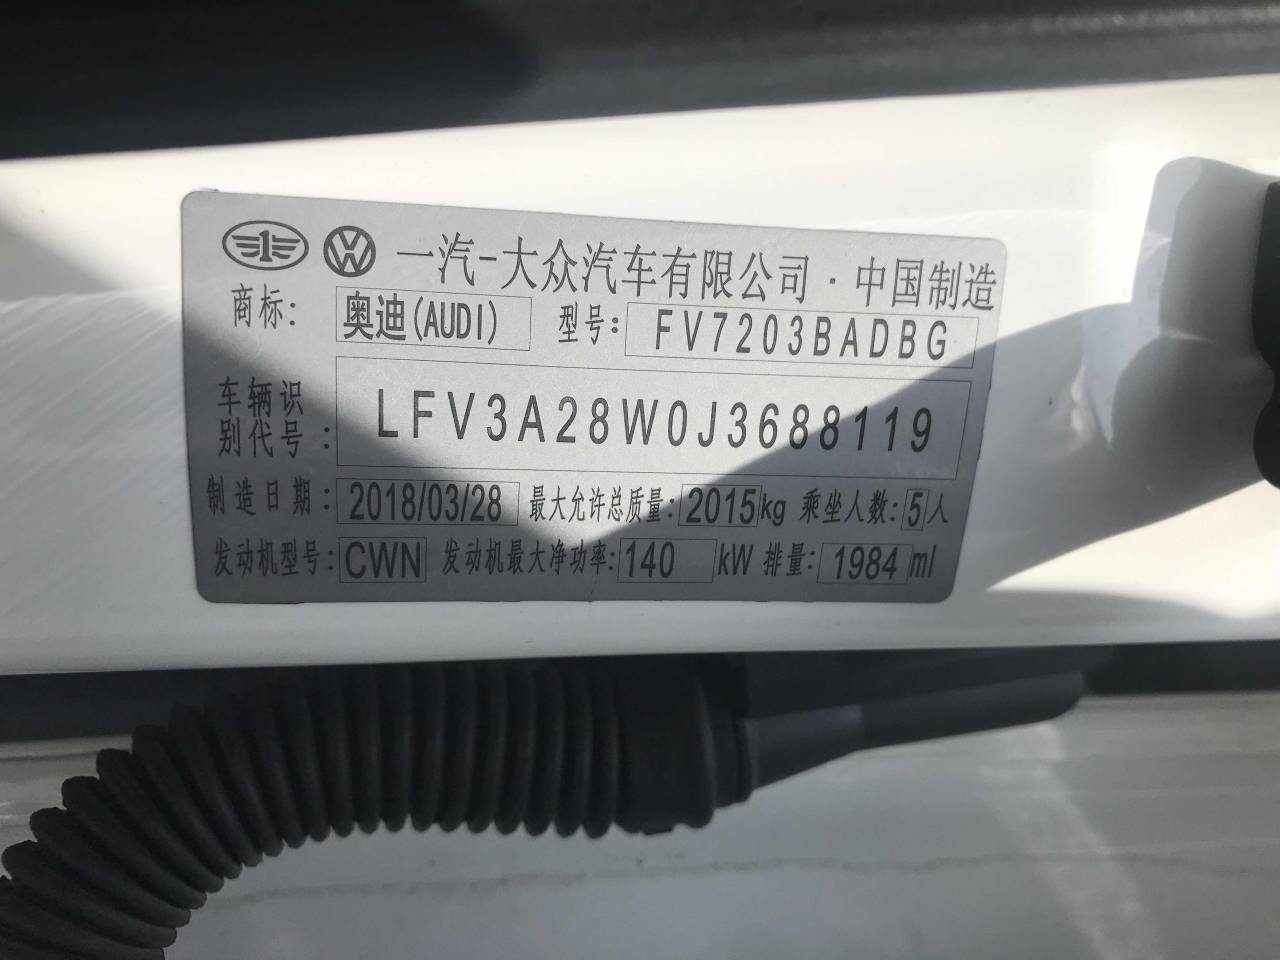 一汽-大众汽车有限公司·中国制造
商标: 奥迪(AUDI) 型号: FV7203BADBG
车辆识
别代号: LFV3A28W0J3688119
制造日期: 2018/03/28 最大允许总质量: 2015kg 乘坐人数: 5人
发动机型号: CWN 发动机最大净功率: 140 kW 排量: 1984 ml